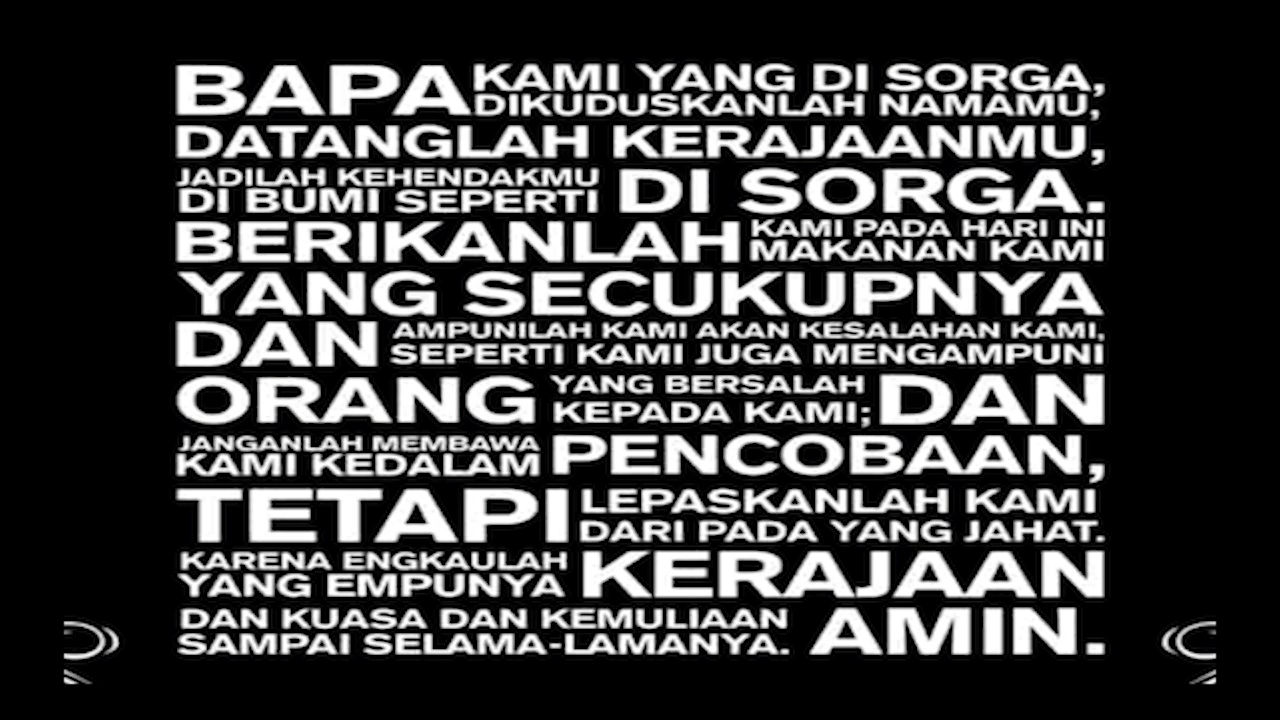 BAPA KAMI YANG DI SORGA,
DIKUDUSKANLAH NAMAMU,
DATANGLAH KERAJAANMU,
JADILAH KEHENDAKMU
DI BUMI SEPERTI DI SORGA.
BERIKANLAH KAMI PADA HARI INI
MAKANAN KAMI
YANG SECUKUPNYA
DAN AMPUNILAH KAMI AKAN KESALAHAN KAMI,
SEPERTI KAMI JUGA MENGAMPUNI
ORANG YANG BERSALAH
KEPADA KAMI; DAN
JANGANLAH MEMBAWA
KAMI KEDALAM PENCOBAAN,
TETAPI LEPASKANLAH KAMI
DARI PADA YANG JAHAT.
KARENA ENGKAULAH
YANG EMPUNYA KERAJAAN
DAN KUASA DAN KEMULIAAN
SAMPAI SELAMA-LAMANYA. AMIN.